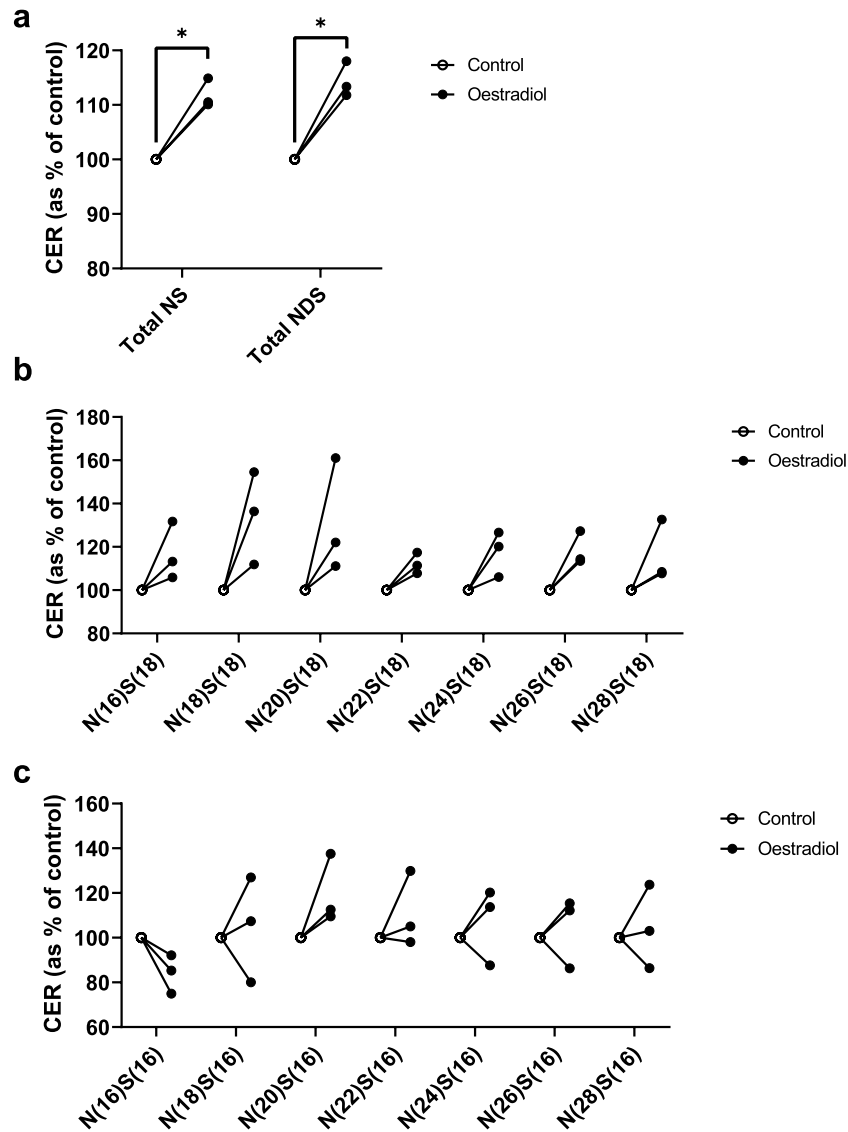 a
CER (as % of control)
120
110
100
90
80
*
*
Total NS
Total NDS
Control
Oestradiol
b
CER (as % of control)
180
160
140
120
100
80
N(16)S(18)
N(18)S(18)
N(20)S(18)
N(22)S(18)
N(24)S(18)
N(26)S(18)
N(28)S(18)
Control
Oestradiol
c
CER (as % of control)
160
140
120
100
80
60
N(16)S(16)
N(18)S(16)
N(20)S(16)
N(22)S(16)
N(24)S(16)
N(26)S(16)
N(28)S(16)
Control
Oestradiol